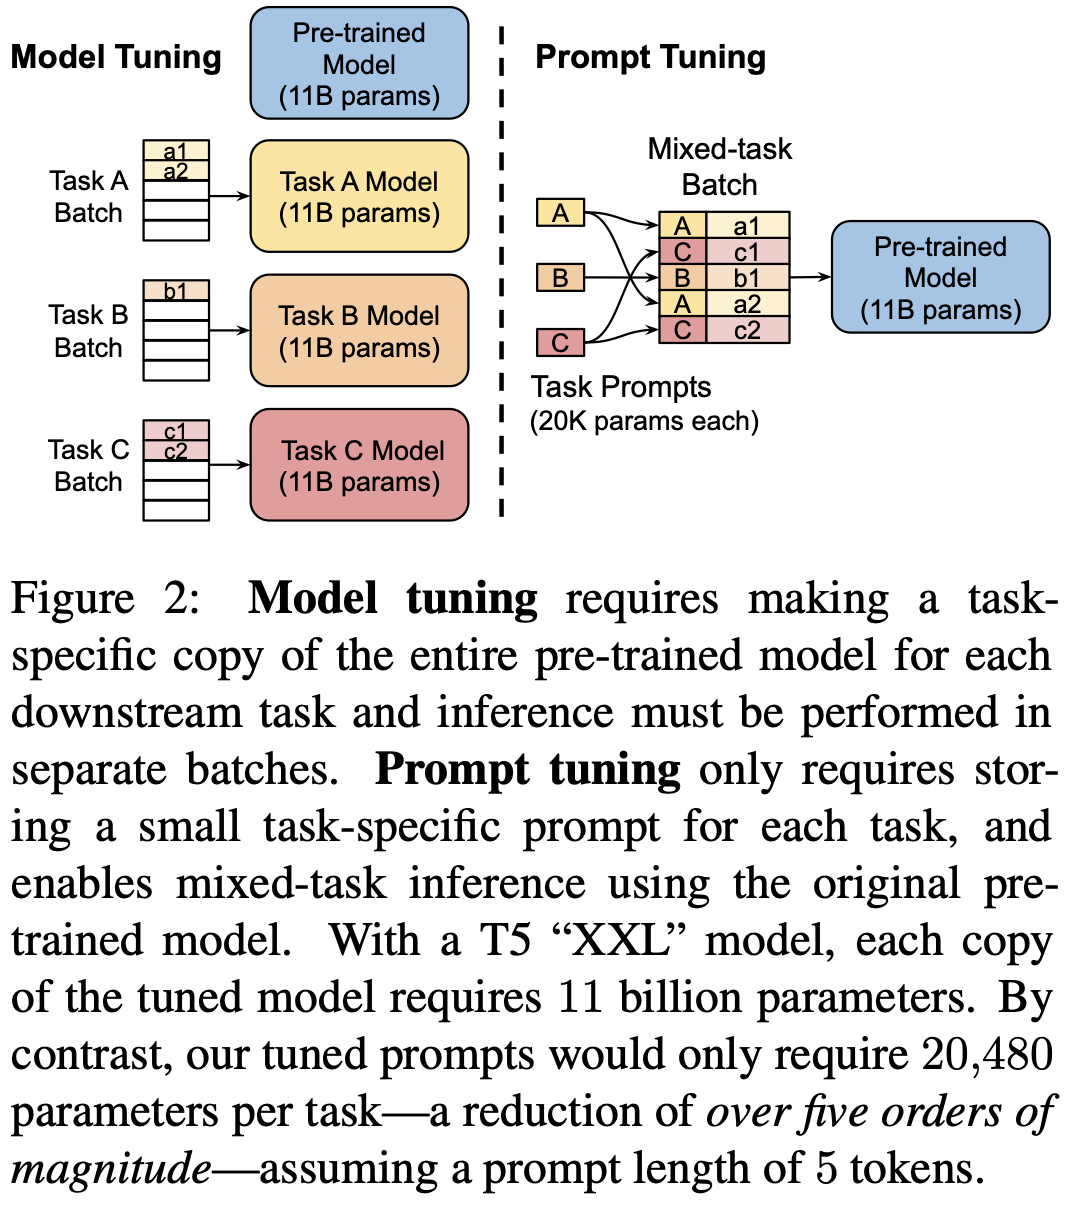 Model Tuning
Pre-trained
Model
(11B params)
Task A
Batch
a1
a2
Task A Model
(11B params)
Task B
Batch
b1
Task B Model
(11B params)
Task C
Batch
c1
c2
Task C Model
(11B params)
Prompt Tuning
Mixed-task
Batch
A
B
C
A a1
C c1
B b1
A a2
C c2
Task Prompts
(20K params each)
Pre-trained
Model
(11B params)
Figure 2: Model tuning requires making a task-
specific copy of the entire pre-trained model for each
downstream task and inference must be performed in
separate batches. Prompt tuning only requires stor-
ing a small task-specific prompt for each task, and
enables mixed-task inference using the original pre-
trained model. With a T5 “XXL” model, each copy
of the tuned model requires 11 billion parameters. By
contrast, our tuned prompts would only require 20,480
parameters per task—a reduction of over five orders of
magnitude—assuming a prompt length of 5 tokens.